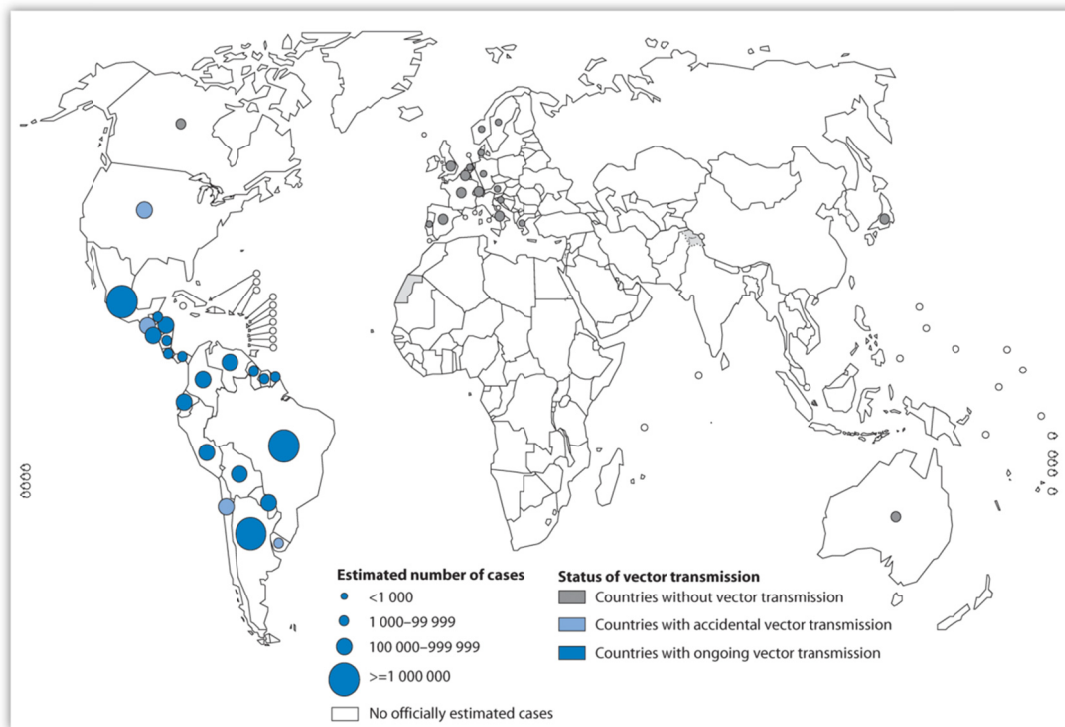 Estimated number of cases
<1 000
1 000–99 999
100 000–999 999
>=1 000 000
No officially estimated cases
Status of vector transmission
Countries without vector transmission
Countries with accidental vector transmission
Countries with ongoing vector transmission